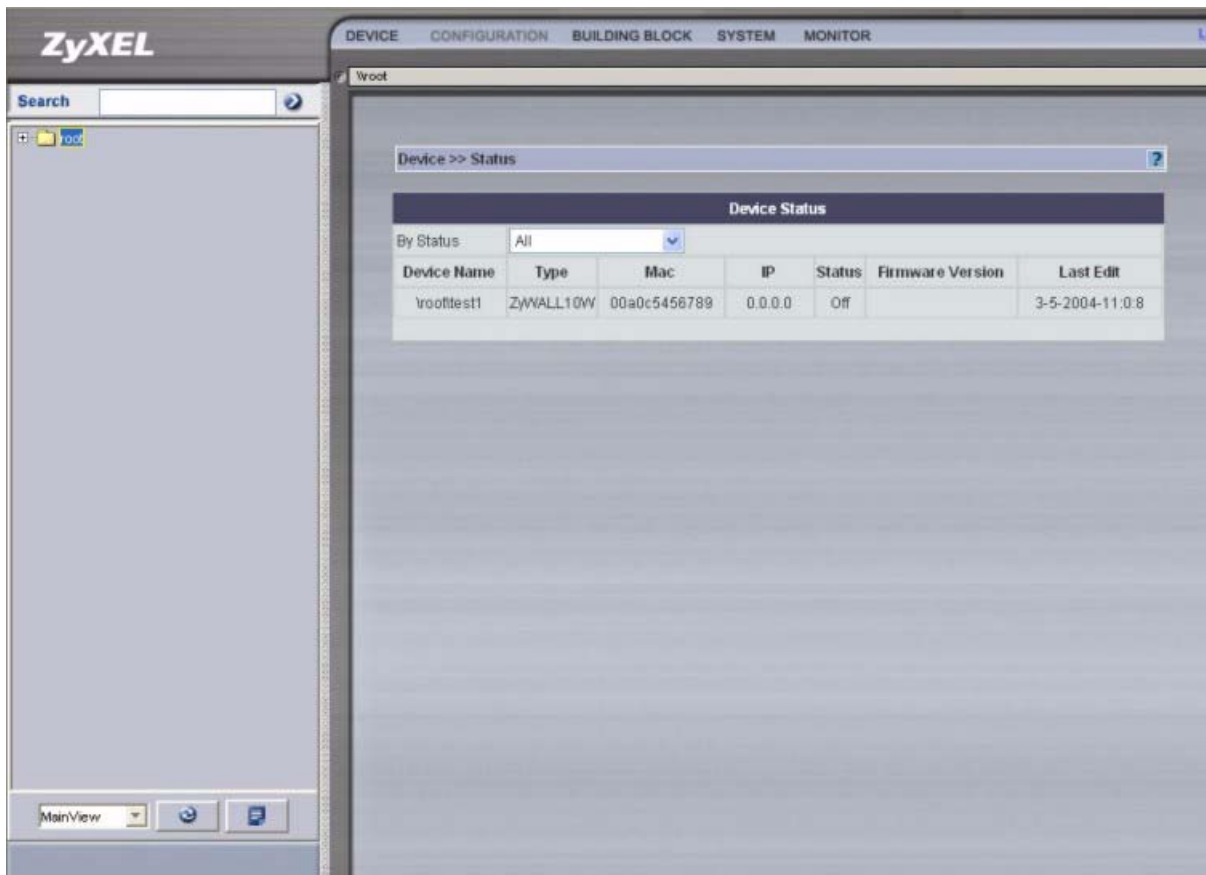 ZyXEL
DEVICE CONFIGURATION BUILDING BLOCK SYSTEM MONITOR
\\root
Search
root
Device >> Status
?
Device Status
By Status All
Device Name Type Mac IP Status Firmware Version Last Edit
\root\test1 ZyWALL10W 00a0c5456789 0.0.0.0 Off 3-5-2004-11:0:8
MainView